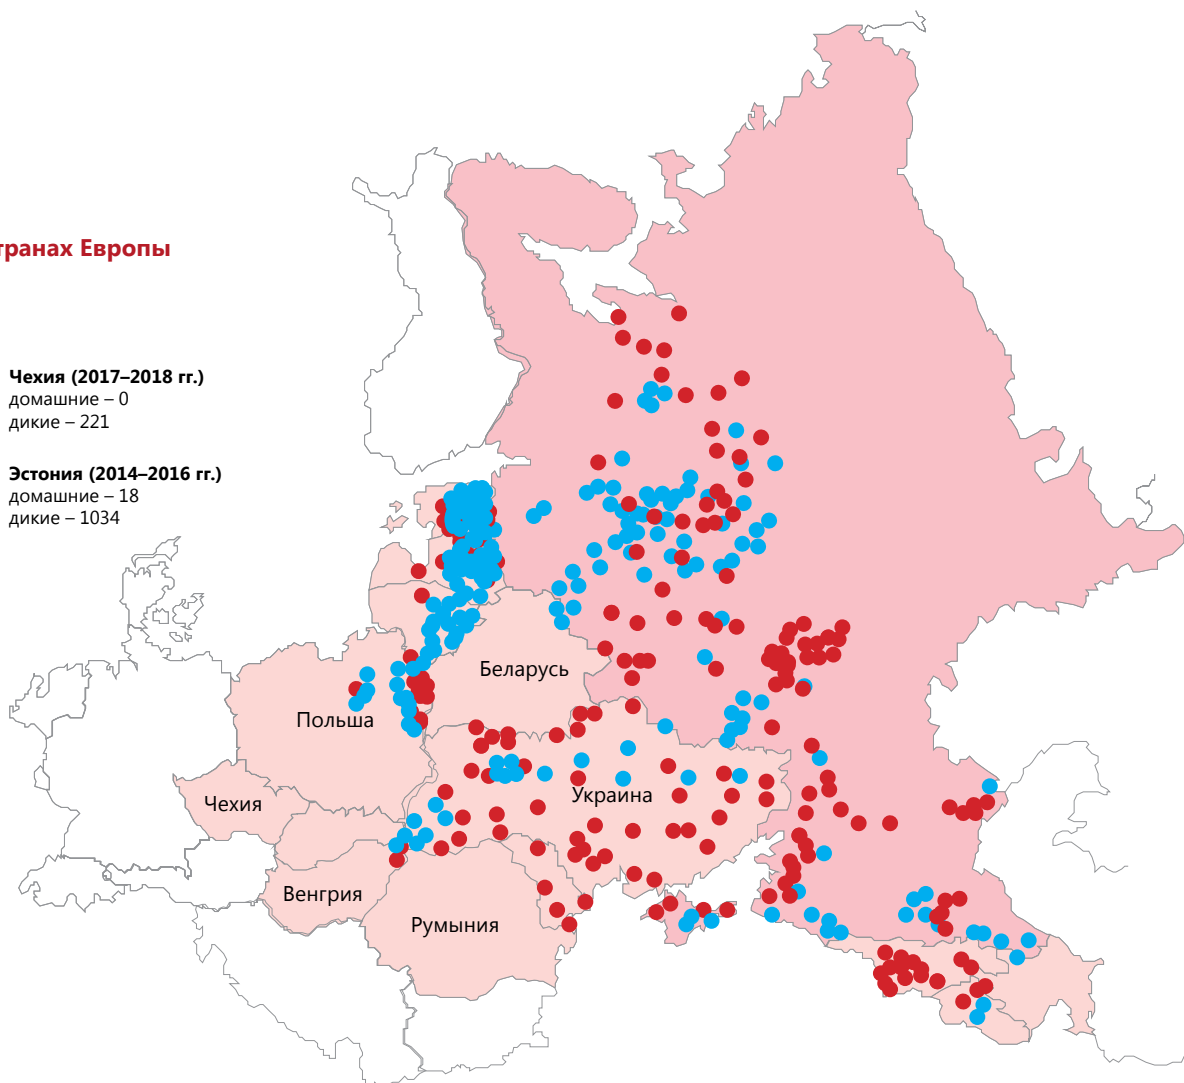 транах Европы
Чехия (2017–2018 гг.)
домашние – 0
дикие – 221
Эстония (2014–2016 гг.)
домашние – 18
дикие – 1034
Беларусь
Польша
Украина
Чехия
Венгрия
Румыния